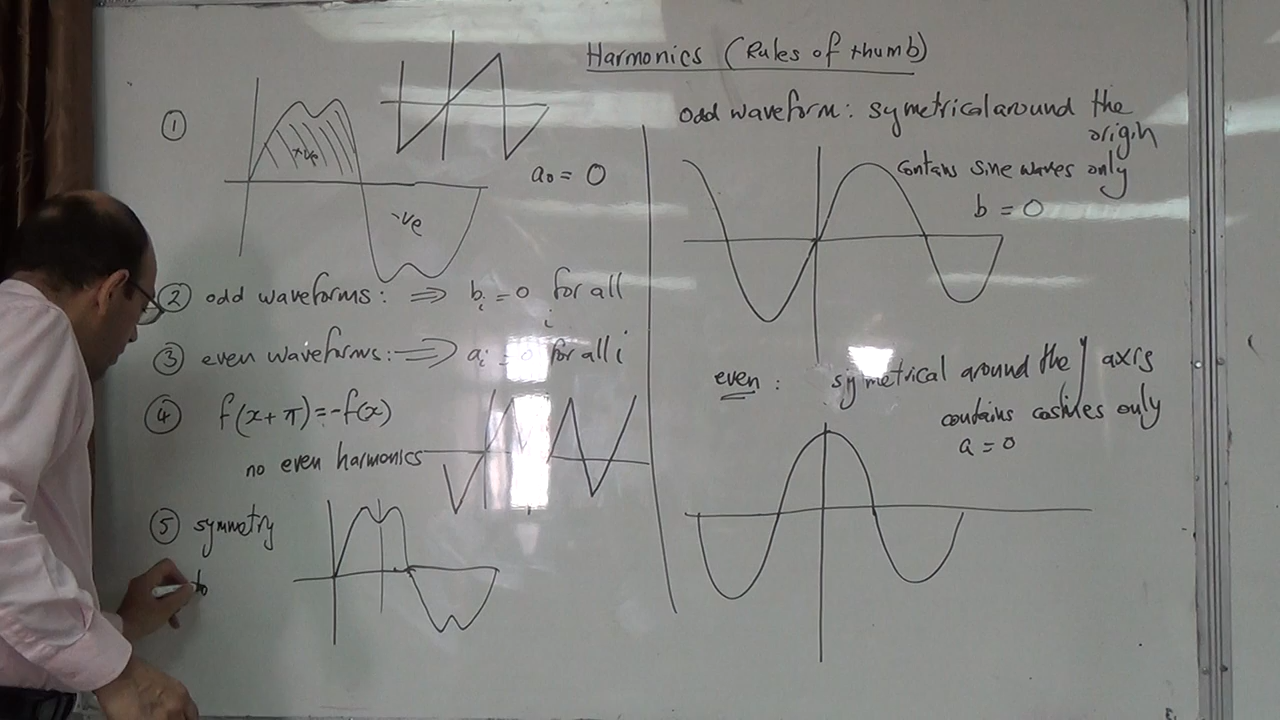 Harmonics (Rules of thumb)
①
+ve
-ve
a₀ = 0
② odd waveforms: ⇒ bᵢ = 0 for all
i
③ even waveforms: ⇒ aᵢ = 0 for all i
④ f(x+π) = -f(x)
no even harmonics
⑤ symmetry
odd waveform: symetrical around the
origin
contains sine waves only
b = 0
even: symetrical around the y axis
contains cosines only
a = 0